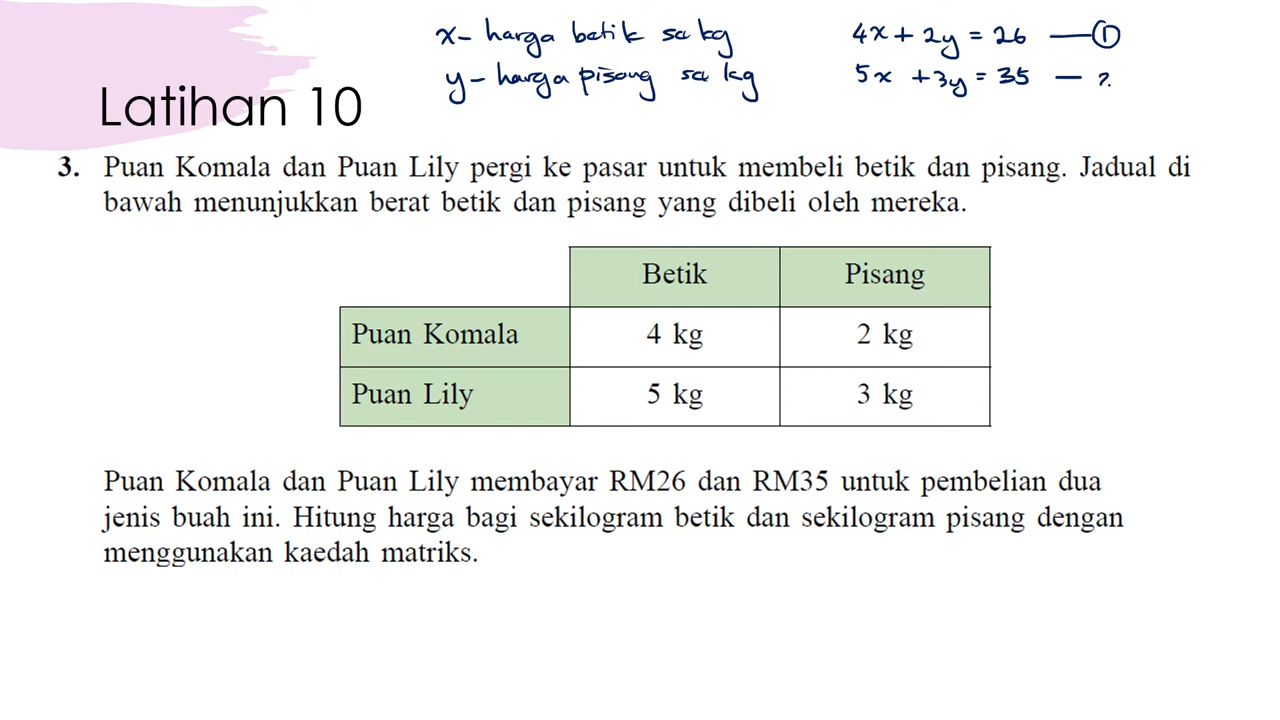 x - harga betik se kg 4x + 2y = 26 — ①
y - harga pisang se kg 5x + 3y = 35 — 2
Latihan 10
3. Puan Komala dan Puan Lily pergi ke pasar untuk membeli betik dan pisang. Jadual di
bawah menunjukkan berat betik dan pisang yang dibeli oleh mereka.
Betik Pisang
Puan Komala 4 kg 2 kg
Puan Lily 5 kg 3 kg
Puan Komala dan Puan Lily membayar RM26 dan RM35 untuk pembelian dua
jenis buah ini. Hitung harga bagi sekilogram betik dan sekilogram pisang dengan
menggunakan kaedah matriks.